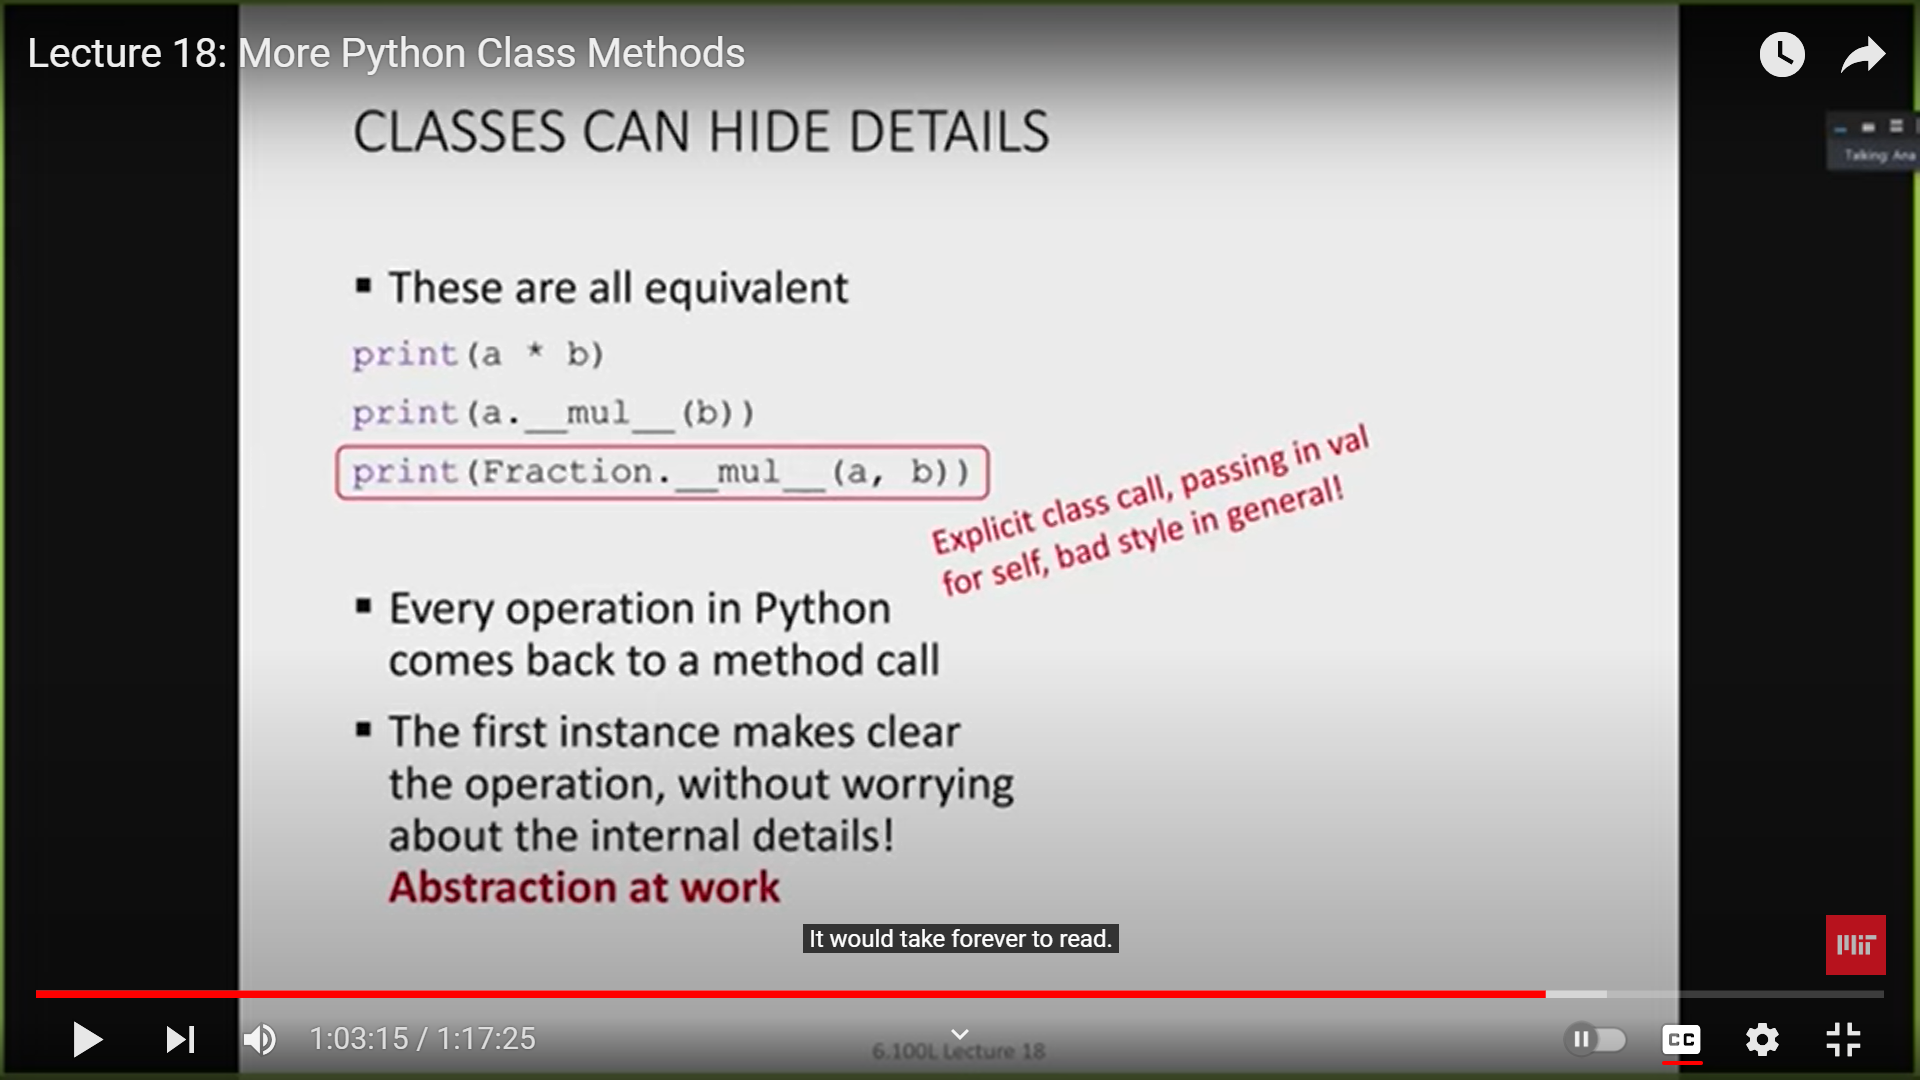 Lecture 18: More Python Class Methods
Talking: Ana
CLASSES CAN HIDE DETAILS
▪ These are all equivalent
print(a * b)
print(a.__mul__(b))
print(Fraction.__mul__(a, b))
Explicit class call, passing in val
for self, bad style in general!
▪ Every operation in Python
comes back to a method call
▪ The first instance makes clear
the operation, without worrying
about the internal details!
Abstraction at work
It would take forever to read.
MIT
1:03:15 / 1:17:25
6.100L Lecture 18
CC